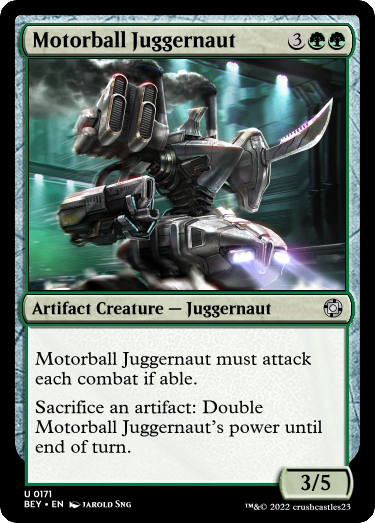 Motorball Juggernaut 3
Artifact Creature — Juggernaut
Motorball Juggernaut must attack
each combat if able.
Sacrifice an artifact: Double
Motorball Juggernaut's power until
end of turn.
3/5
U 0171
BEY • EN Jarold Sng
™&© 2022 crushcastles23